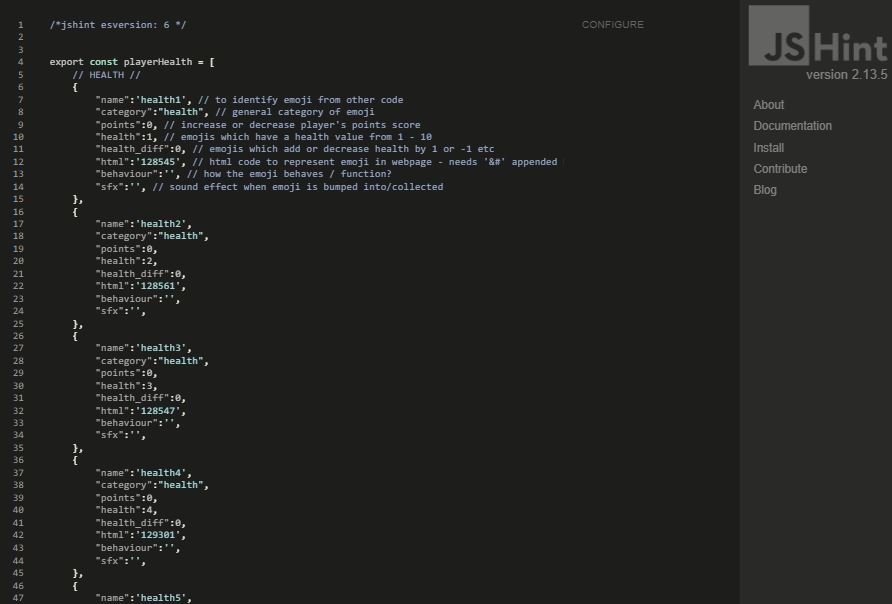 1 /*jshint esversion: 6 */
CONFIGURE
2
3
4 export const playerHealth = [
5 // HEALTH //
6 {
7 "name":'health1', // to identify emoji from other code
8 "category":"health", // general category of emoji
9 "points":0, // increase or decrease player's points score
10 "health":1, // emojis which have a health value from 1 - 10
11 "health_diff":0, // emojis which add or decrease health by 1 or -1 etc
12 "html":'128545', // html code to represent emoji in webpage - needs '&#' appended
13 "behaviour":'', // how the emoji behaves / function?
14 "sfx":'', // sound effect when emoji is bumped into/collected
15 },
16 {
17 "name":'health2',
18 "category":"health",
19 "points":0,
20 "health":2,
21 "health_diff":0,
22 "html":'128561',
23 "behaviour":'',
24 "sfx":'',
25 },
26 {
27 "name":'health3',
28 "category":"health",
29 "points":0,
30 "health":3,
31 "health_diff":0,
32 "html":'128547',
33 "behaviour":'',
34 "sfx":'',
35 },
36 {
37 "name":'health4',
38 "category":"health",
39 "points":0,
40 "health":4,
41 "health_diff":0,
42 "html":'129301',
43 "behaviour":'',
44 "sfx":'',
45 },
46 {
47 "name":'health5',
JSHint
version 2.13.5
About
Documentation
Install
Contribute
Blog